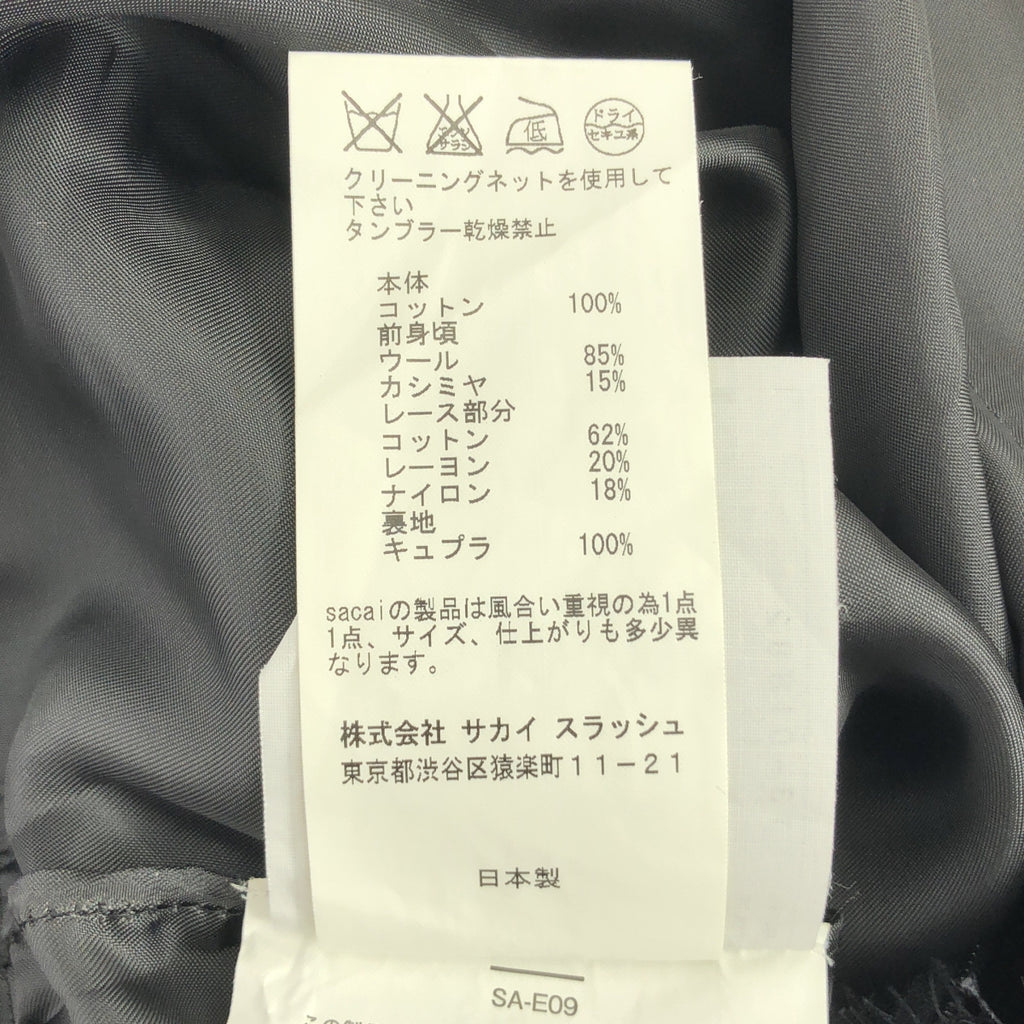 エンソ
サラシ
低
ドライ
セキユ系
クリーニングネットを使用して
下さい
タンブラー乾燥禁止
本体
コットン 100%
前身頃
ウール 85%
カシミヤ 15%
レース部分
コットン 62%
レーヨン 20%
ナイロン 18%
裏地
キュプラ 100%
sacaiの製品は風合い重視の為1点
1点、サイズ、仕上がりも多少異
なります。
株式会社 サカイ スラッシュ
東京都渋谷区猿楽町11-21
日本製
SA-E09